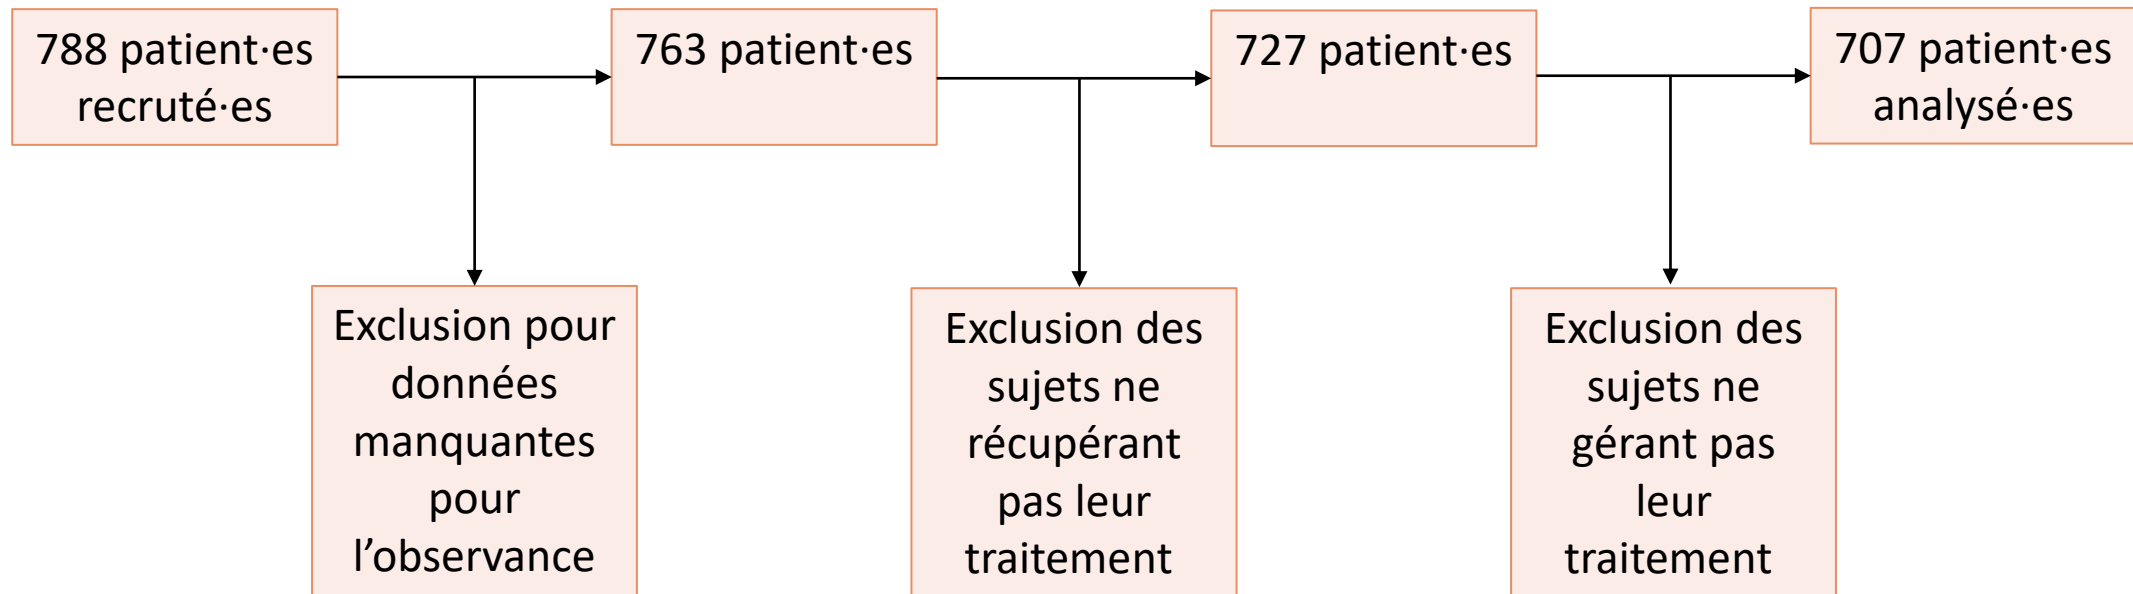 788 patient·es
recruté·es
763 patient·es
727 patient·es
707 patient·es
analysé·es
Exclusion pour
données
manquantes
pour
l’observance
Exclusion des
sujets ne
récupérant
pas leur
traitement
Exclusion des
sujets ne
gérant pas
leur
traitement